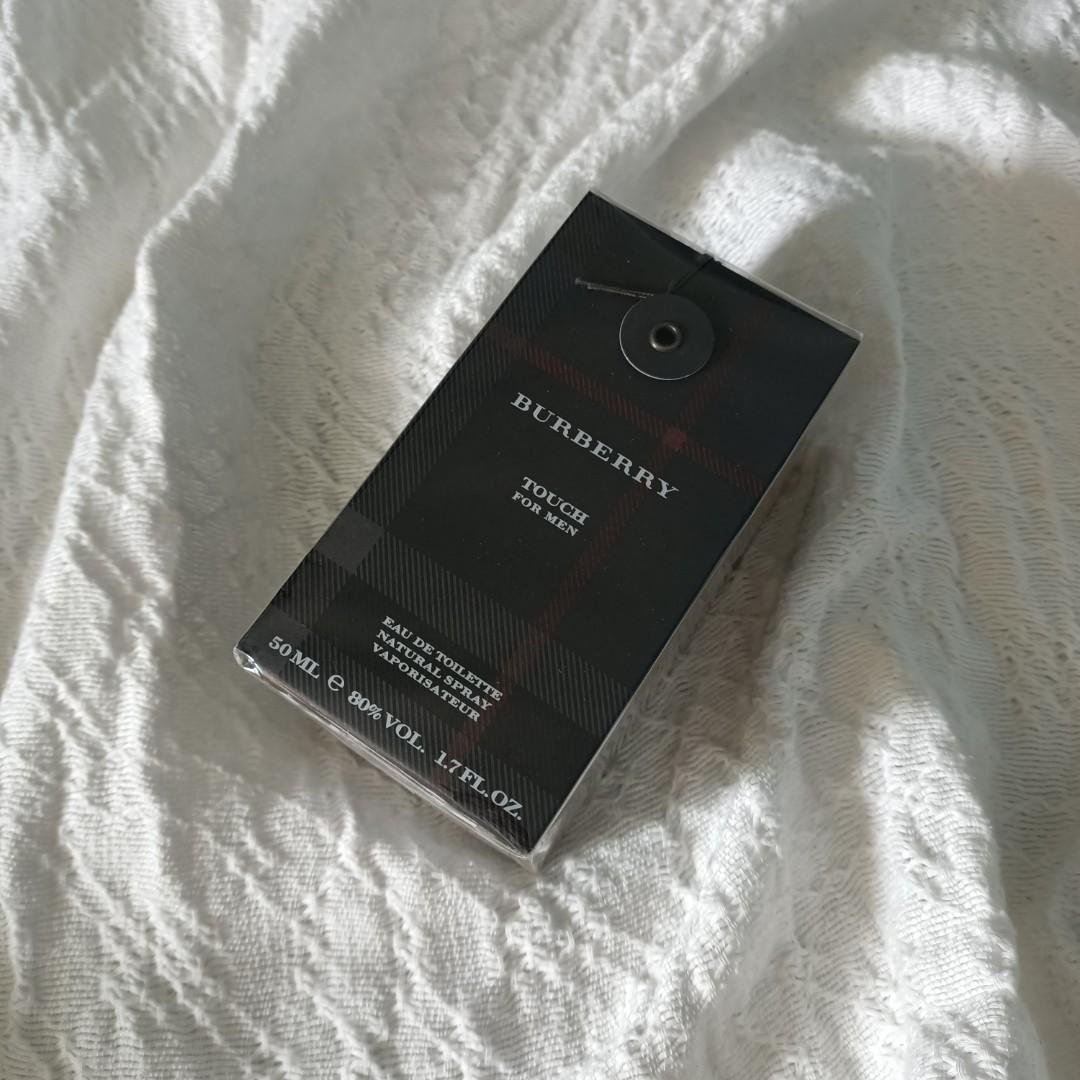 BURBERRY
TOUCH
FOR MEN
EAU DE TOILETTE
NATURAL SPRAY
VAPORISATEUR
50 ML ℮ 80% VOL. 1.7 FL. OZ.